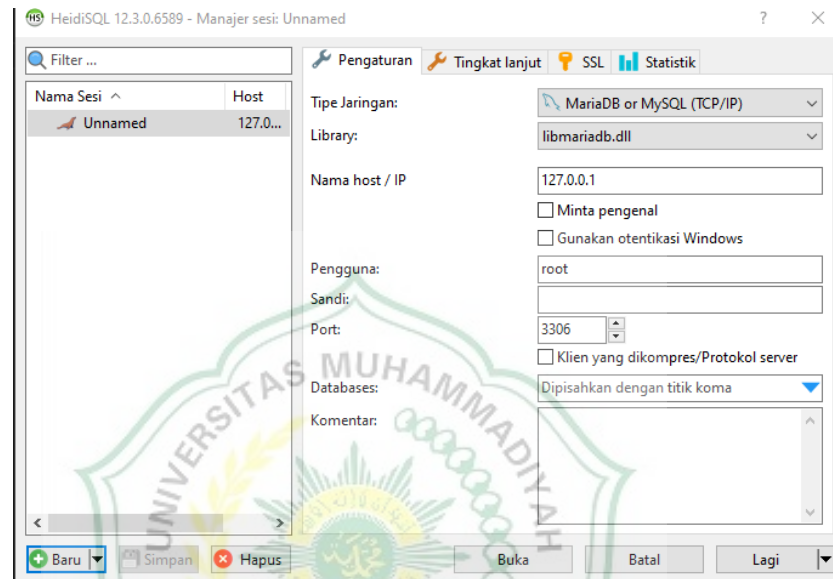 HeidiSQL 12.3.0.6589 - Manajer sesi: Unnamed
Filter ...
Nama Sesi Host
Unnamed 127.0...
Pengaturan Tingkat lanjut SSL Statistik
Tipe Jaringan: MariaDB or MySQL (TCP/IP)
Library: libmariadb.dll
Nama host / IP 127.0.0.1
Minta pengenal
Gunakan otentikasi Windows
Pengguna: root
Sandi:
Port: 3306
Klien yang dikompres/Protokol server
Databases: Dipisahkan dengan titik koma
Komentar:
UNIVERSITAS MUHAMMADIYAH
Baru Simpan Hapus Buka Batal Lagi